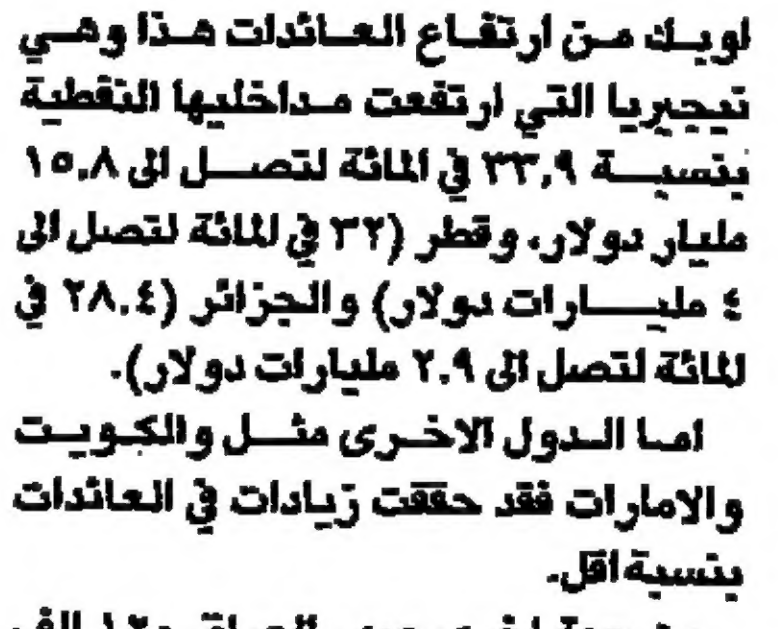 لويك من ارتفاع العائدات هذا وهي
نيجيريا التي ارتفعت مداخليها النفطية
بنسبة ٣٣,٩ في المائة لتصل الى ١٥,٨
مليار دولار، وقطر (٣٢ في المائة لتصل الى
٤ مليارات دولار) والجزائر (٢٨,٤ في
المائة لتصل الى ٢,٩ مليارات دولار).
اما الدول الاخرى مثل والكويت
والامارات فقد حققت زيادات في العائدات
بنسبة اقل.